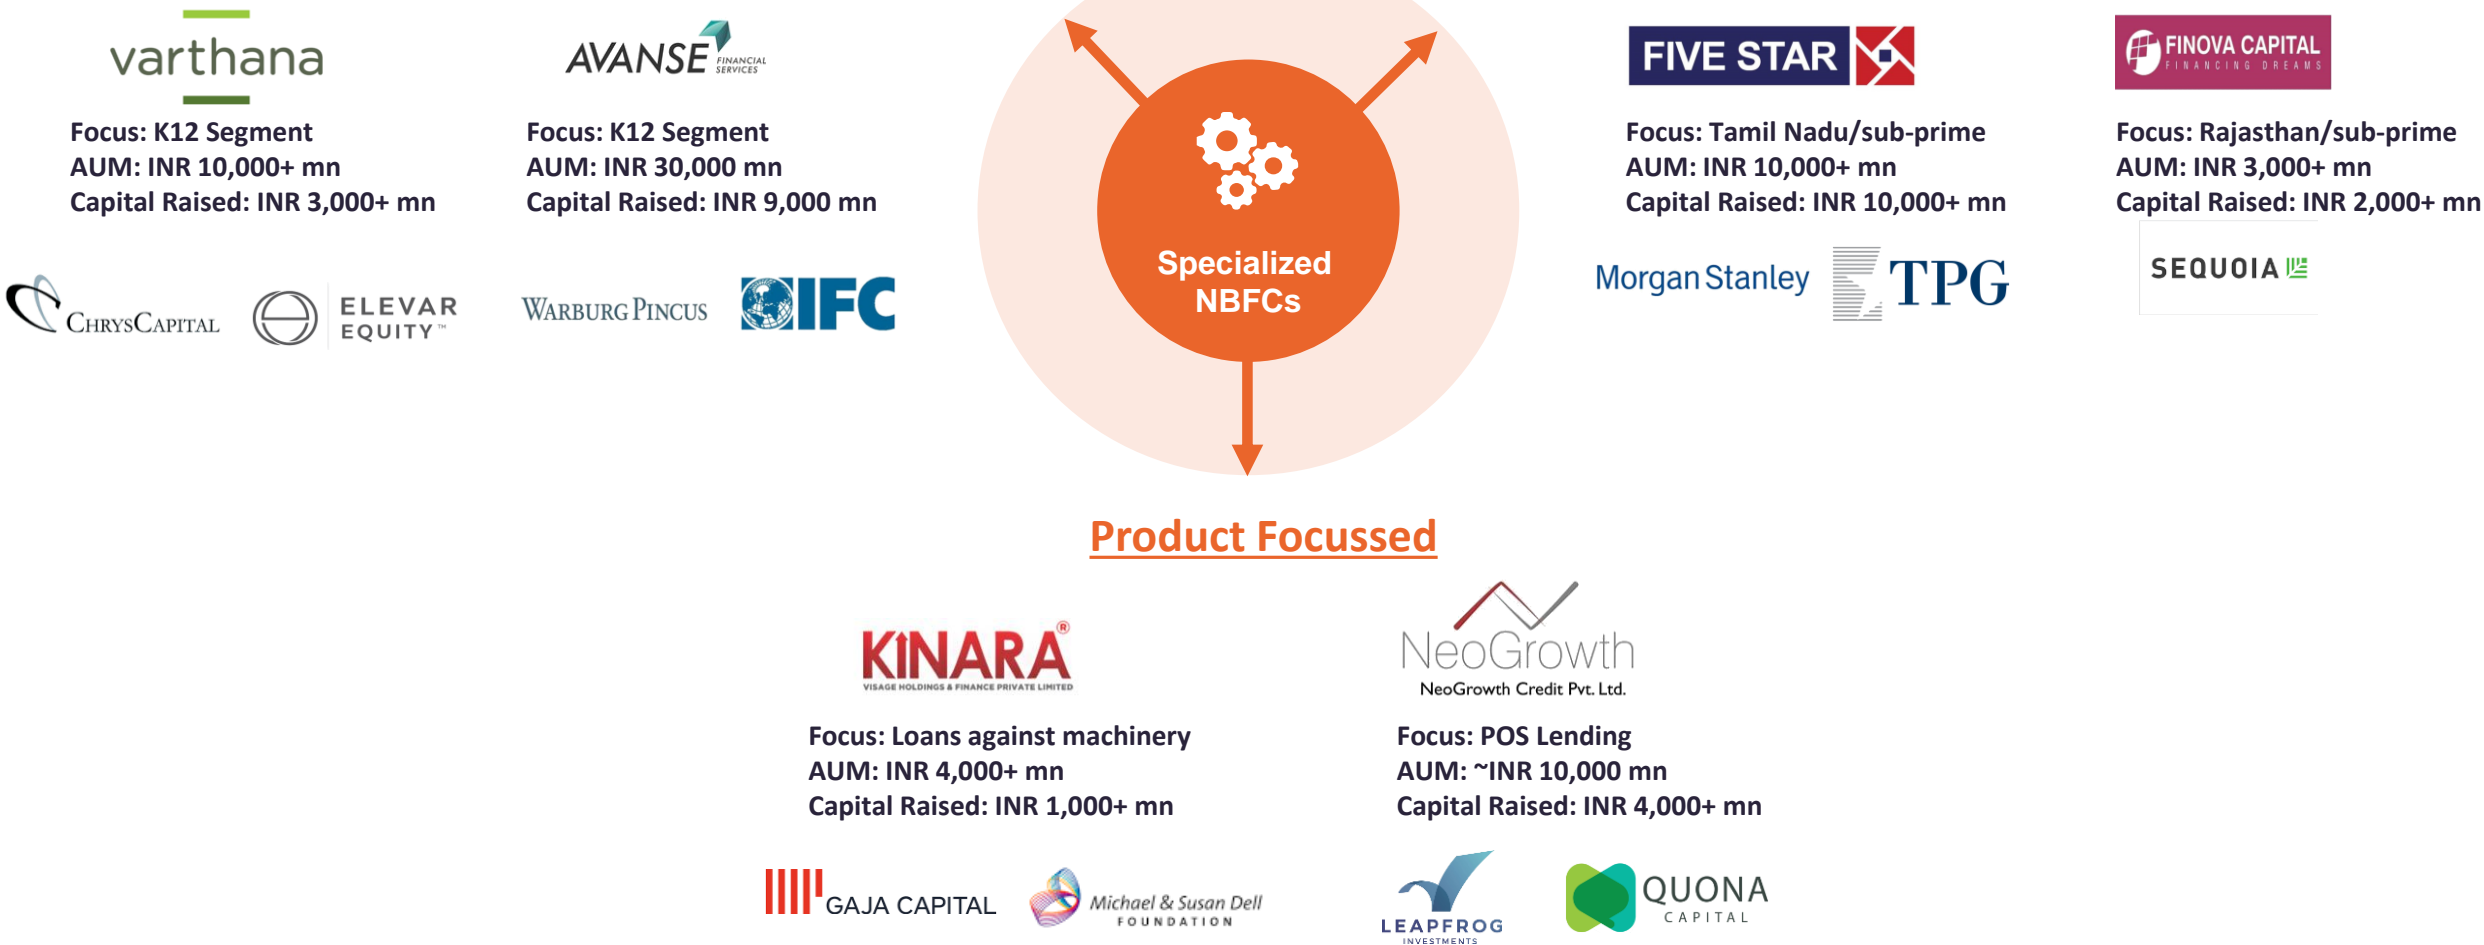 varthana
Focus: K12 Segment
AUM: INR 10,000+ mn
Capital Raised: INR 3,000+ mn
CHRYSCAPITAL
ELEVAR
EQUITY™
AVANSE FINANCIAL
SERVICES
Focus: K12 Segment
AUM: INR 30,000 mn
Capital Raised: INR 9,000 mn
WARBURG PINCUS
IFC
Specialized
NBFCs
FIVE STAR
Focus: Tamil Nadu/sub-prime
AUM: INR 10,000+ mn
Capital Raised: INR 10,000+ mn
Morgan Stanley
TPG
FINOVA CAPITAL
FINANCING DREAMS
Focus: Rajasthan/sub-prime
AUM: INR 3,000+ mn
Capital Raised: INR 2,000+ mn
SEQUOIA
Product Focussed
KINARA®
VISAGE HOLDINGS & FINANCE PRIVATE LIMITED
Focus: Loans against machinery
AUM: INR 4,000+ mn
Capital Raised: INR 1,000+ mn
GAJA CAPITAL
Michael & Susan Dell
FOUNDATION
NeoGrowth
NeoGrowth Credit Pvt. Ltd.
Focus: POS Lending
AUM: ~INR 10,000 mn
Capital Raised: INR 4,000+ mn
LEAPFROG
INVESTMENTS
QUONA
CAPITAL